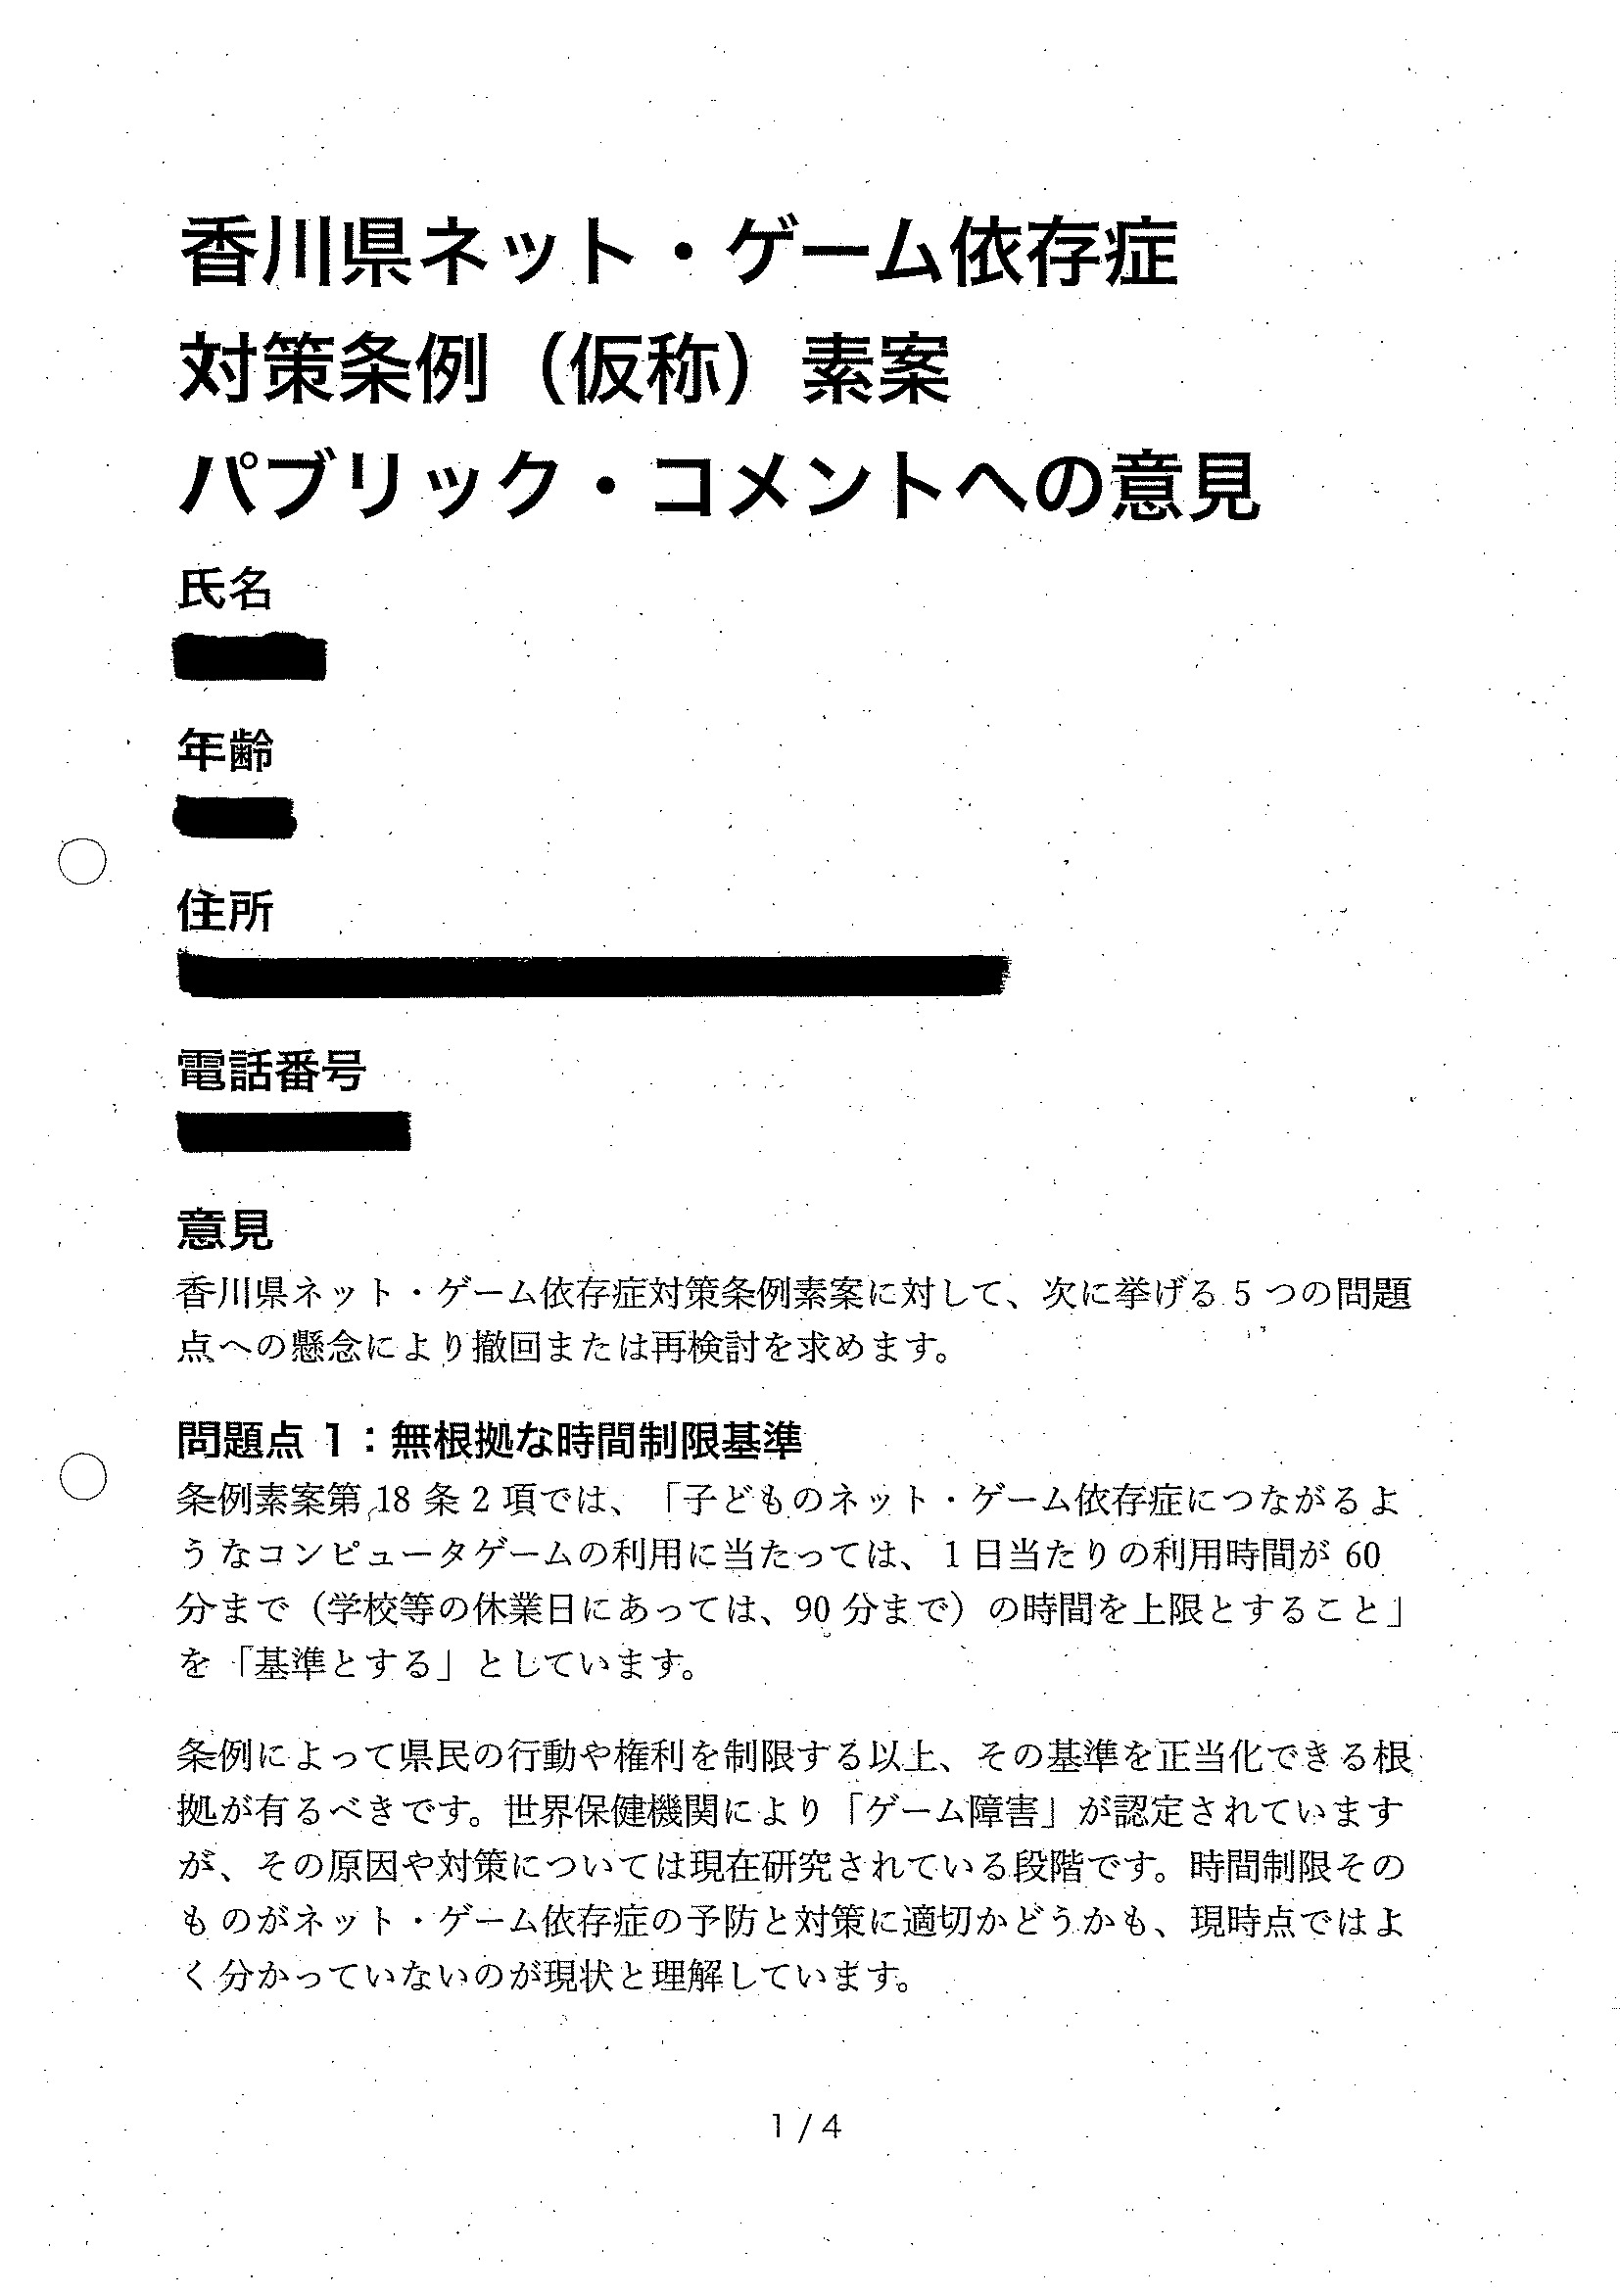 香川県ネット・ゲーム依存症
対策条例（仮称）素案
パブリック・コメントへの意見
氏名
年齢
住所
電話番号
意見
香川県ネット・ゲーム依存症対策条例素案に対して、次に挙げる 5 つの問題
点への懸念により撤回または再検討を求めます。
問題点 1：無根拠な時間制限基準
条例素案第 18 条 2 項では、「子どものネット・ゲーム依存症につながるよ
うなコンピュータゲームの利用に当たっては、1 日当たりの利用時間が 60
分まで（学校等の休業日にあっては、90 分まで）の時間を上限とすること」
を「基準とする」としています。
条例によって県民の行動や権利を制限する以上、その基準を正当化できる根
拠が有るべきです。世界保健機関により「ゲーム障害」が認定されています
が、その原因や対策については現在研究されている段階です。時間制限その
ものがネット・ゲーム依存症の予防と対策に適切かどうかも、現時点ではよ
く分かっていないのが現状と理解しています。
1 / 4